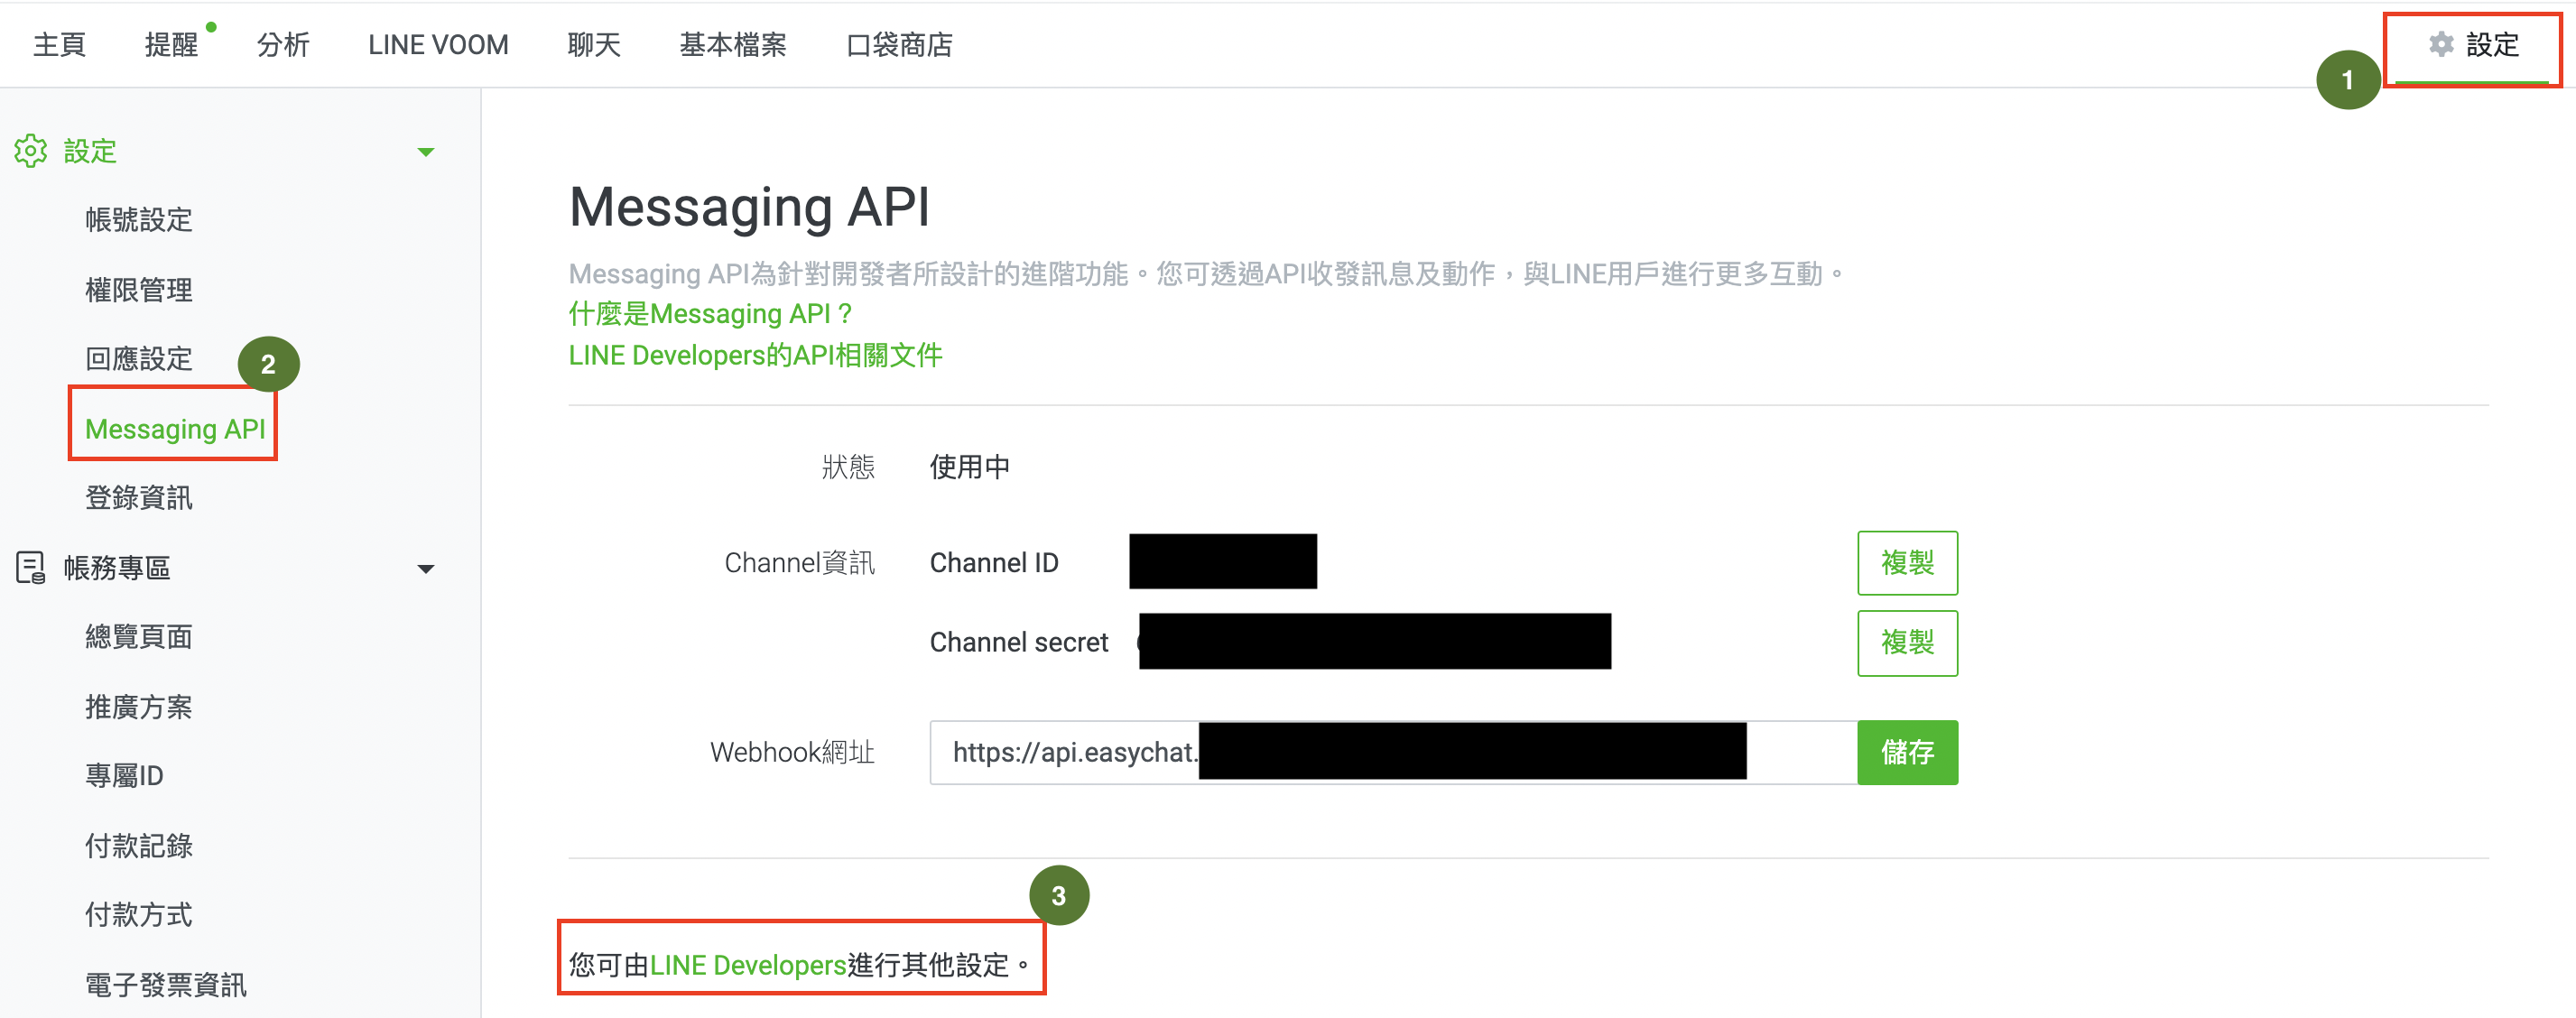 主頁 提醒 分析 LINE VOOM 聊天 基本檔案 口袋商店 設定
1
設定
帳號設定
權限管理
回應設定
2
Messaging API
登錄資訊
帳務專區
總覽頁面
推廣方案
專屬ID
付款記錄
付款方式
電子發票資訊
Messaging API
Messaging API為針對開發者所設計的進階功能。您可透過API收發訊息及動作，與LINE用戶進行更多互動。
什麼是Messaging API？
LINE Developers的API相關文件
狀態 使用中
Channel資訊 Channel ID 複製
Channel secret 複製
Webhook網址 https://api.easychat. 儲存
3
您可由LINE Developers進行其他設定。